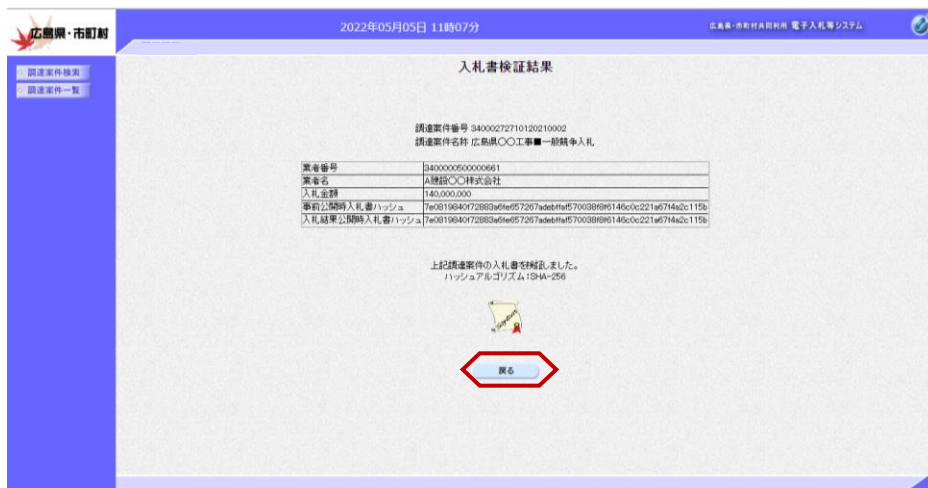 広島県・市町村
2022年05月05日 11時07分
広島県・市町村共同利用 電子入札等システム
調達案件検索
調達案件一覧
入札書検証結果
調達案件番号 34000272710120210002
調達案件名称 広島県〇〇工事■一般競争入札
業者番号 3400000500000661
業者名 A建設〇〇株式会社
入札金額 140,000,000
事前公開時入札書ハッシュ 7e0819840f72883a6fe657267adebffaf570038f8f6146c0c221a67f4a2c115b
入札結果公開時入札書ハッシュ 7e0819840f72883a6fe657267adebffaf570038f8f6146c0c221a67f4a2c115b
上記調達案件の入札書を検証しました。
ハッシュアルゴリズム:SHA-256
Signature
戻る